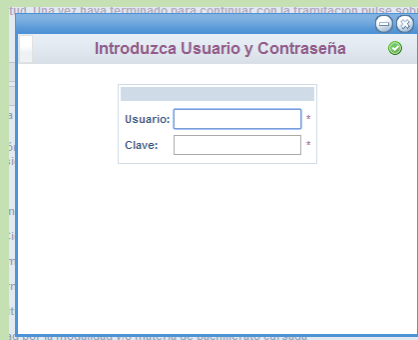 tud. Una vez haya terminado para continuar con la tramitación pulse sob
Introduzca Usuario y Contraseña
Usuario: *
Clave: *
ad por la modalidad y/o materia de bachillerato cursada